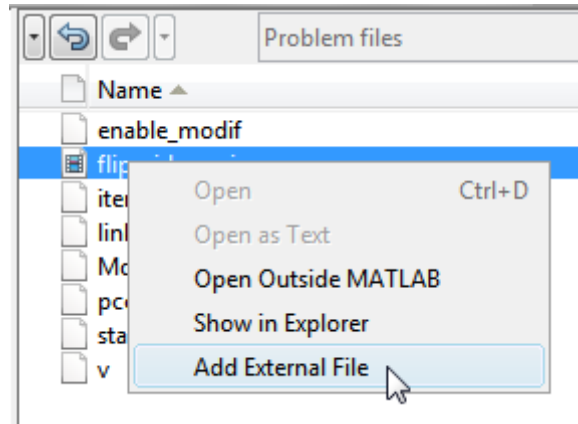 Problem files
Name
enable_modif
Open Ctrl+D
Open as Text
Open Outside MATLAB
Show in Explorer
Add External File
v